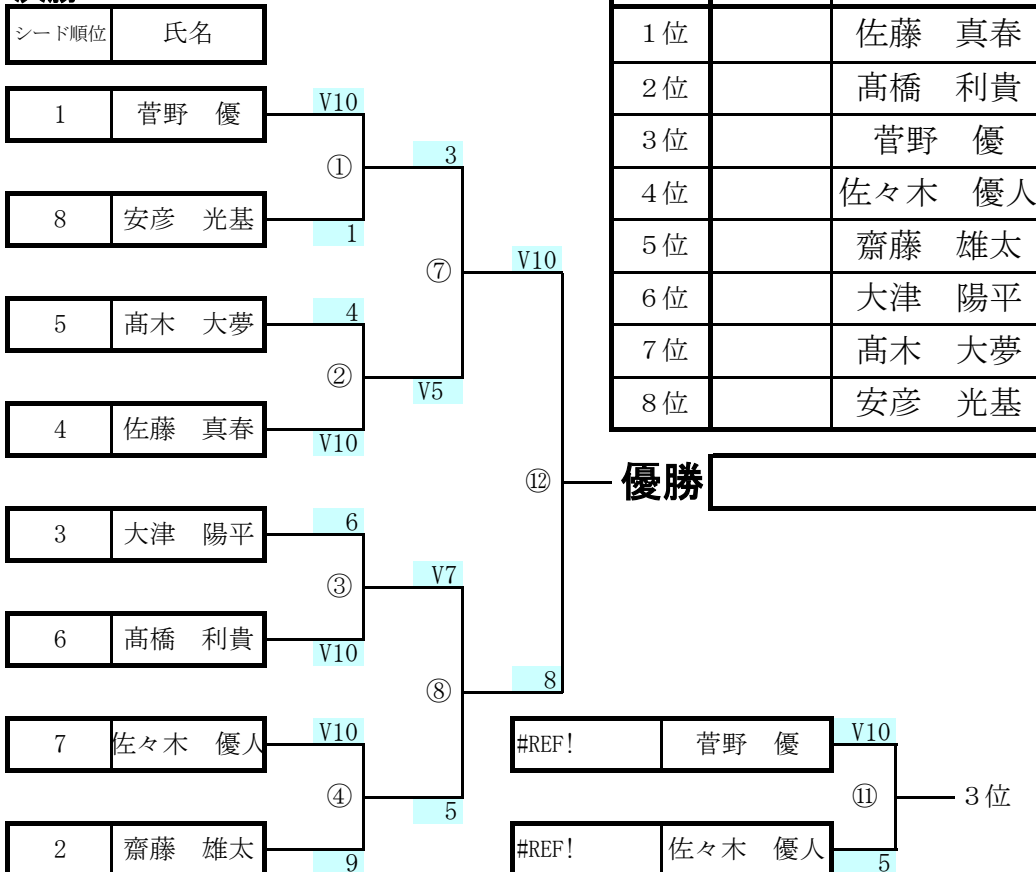 シード順位 氏名
1 菅野 優 V10
①
8 安彦 光基 1
3
⑦
5 髙木 大夢 4
②
4 佐藤 真春 V10
V5
V10
⑫
3 大津 陽平 6
③
6 髙橋 利貴 V10
V7
⑧
8
7 佐々木 優人 V10
④
2 齋藤 雄太 9
5
1位 佐藤 真春
2位 髙橋 利貴
3位 菅野 優
4位 佐々木 優人
5位 齋藤 雄太
6位 大津 陽平
7位 髙木 大夢
8位 安彦 光基
優勝
#REF! 菅野 優 V10
⑪ 3位
#REF! 佐々木 優人 5